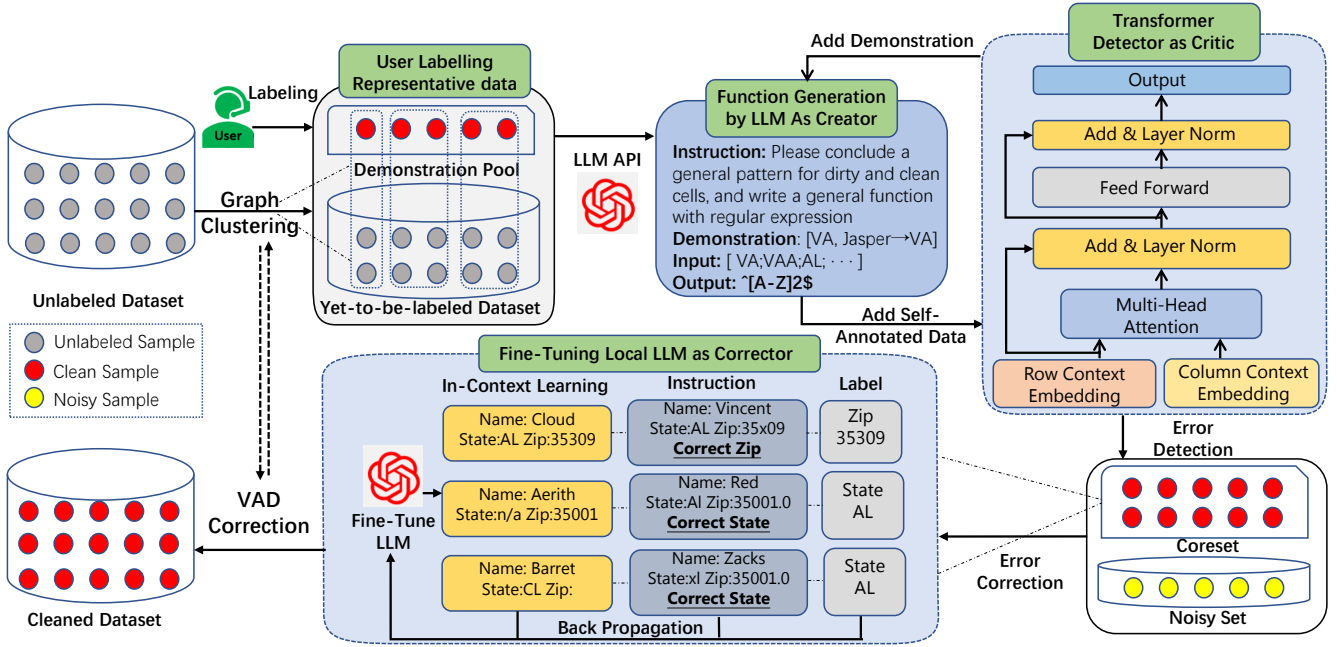 Unlabeled Dataset
Unlabeled Sample
Clean Sample
Noisy Sample
Cleaned Dataset
Labeling
User
Graph
Clustering
VAD
Correction
User Labelling
Representative data
Demonstration Pool
Yet-to-be-labeled Dataset
LLM API
Add Demonstration
Function Generation
by LLM As Creator
Instruction: Please conclude a
general pattern for dirty and clean
cells, and write a general function
with regular expression
Demonstration: [VA, Jasper→VA]
Input: [ VA;VAA;AL; · · · ]
Output: ^[A-Z]2$
Add Self-
Annotated Data
Transformer
Detector as Critic
Output
Add & Layer Norm
Feed Forward
Add & Layer Norm
Multi-Head
Attention
Row Context
Embedding
Column Context
Embedding
Error
Detection
Coreset
Noisy Set
Error
Correction
Fine-Tuning Local LLM as Corrector
In-Context Learning
Instruction
Label
Name: Cloud
State:AL Zip:35309
Name: Vincent
State:AL Zip:35x09
Correct Zip
Zip
35309
Fine-Tune
LLM
Name: Aerith
State:n/a Zip:35001
Name: Red
State:Al Zip:35001.0
Correct State
State
AL
Name: Barret
State:CL Zip:
Name: Zacks
State:xl Zip:35001.0
Correct State
State
AL
Back Propagation